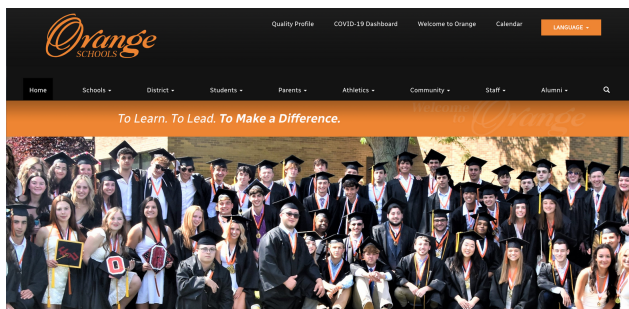 Quality Profile COVID-19 Dashboard Welcome to Orange Calendar LANGUAGE
Orange
SCHOOLS
Home Schools District Students Parents Athletics Community Staff Alumni
Welcome
to Orange
To Learn. To Lead. To Make a Difference.
O